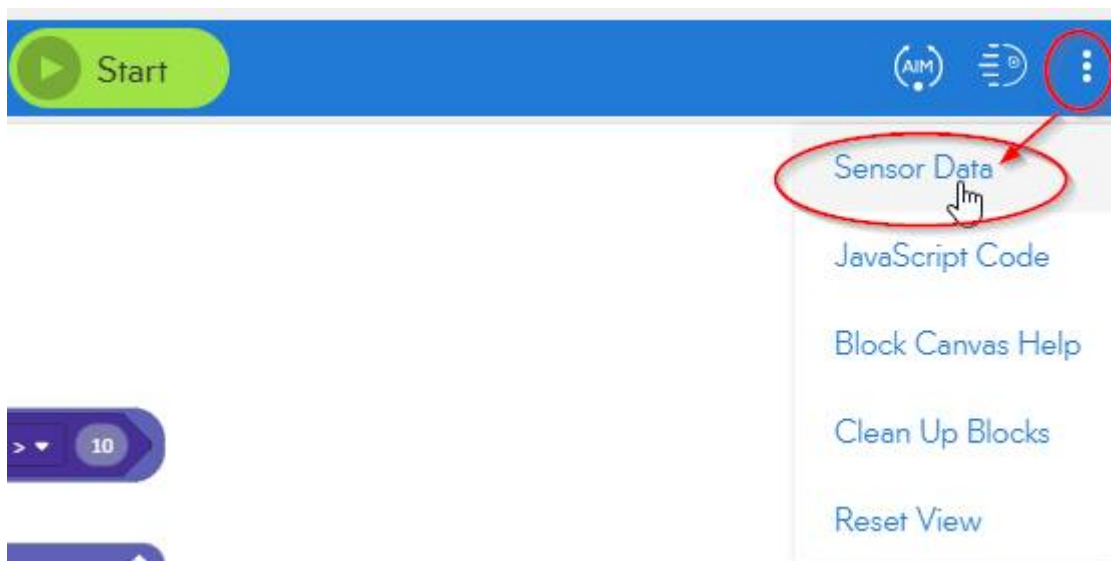 Start
AIM
Sensor Data
JavaScript Code
Block Canvas Help
> 10
Clean Up Blocks
Reset View